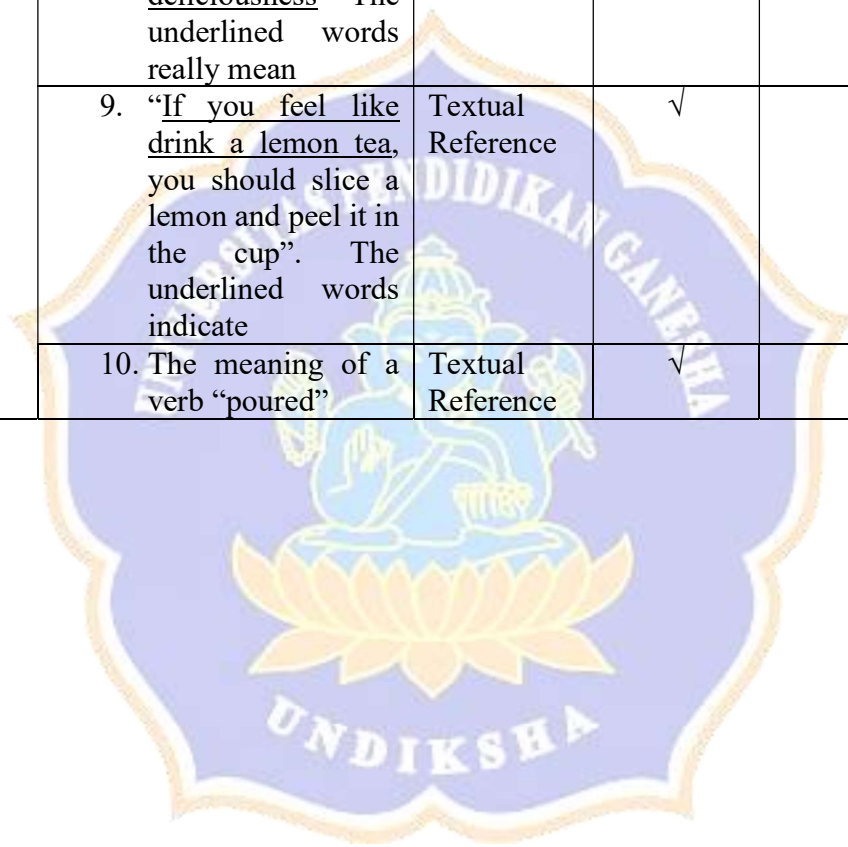 deliciousness The
underlined words
really mean
9. “If you feel like
drink a lemon tea,
you should slice a
lemon and peel it in
the cup”. The
underlined words
indicate
Textual
Reference
√
10. The meaning of a
verb “poured”
Textual
Reference
√
UNIVERSITAS PENDIDIKAN GANESHA
UNDIKSHA